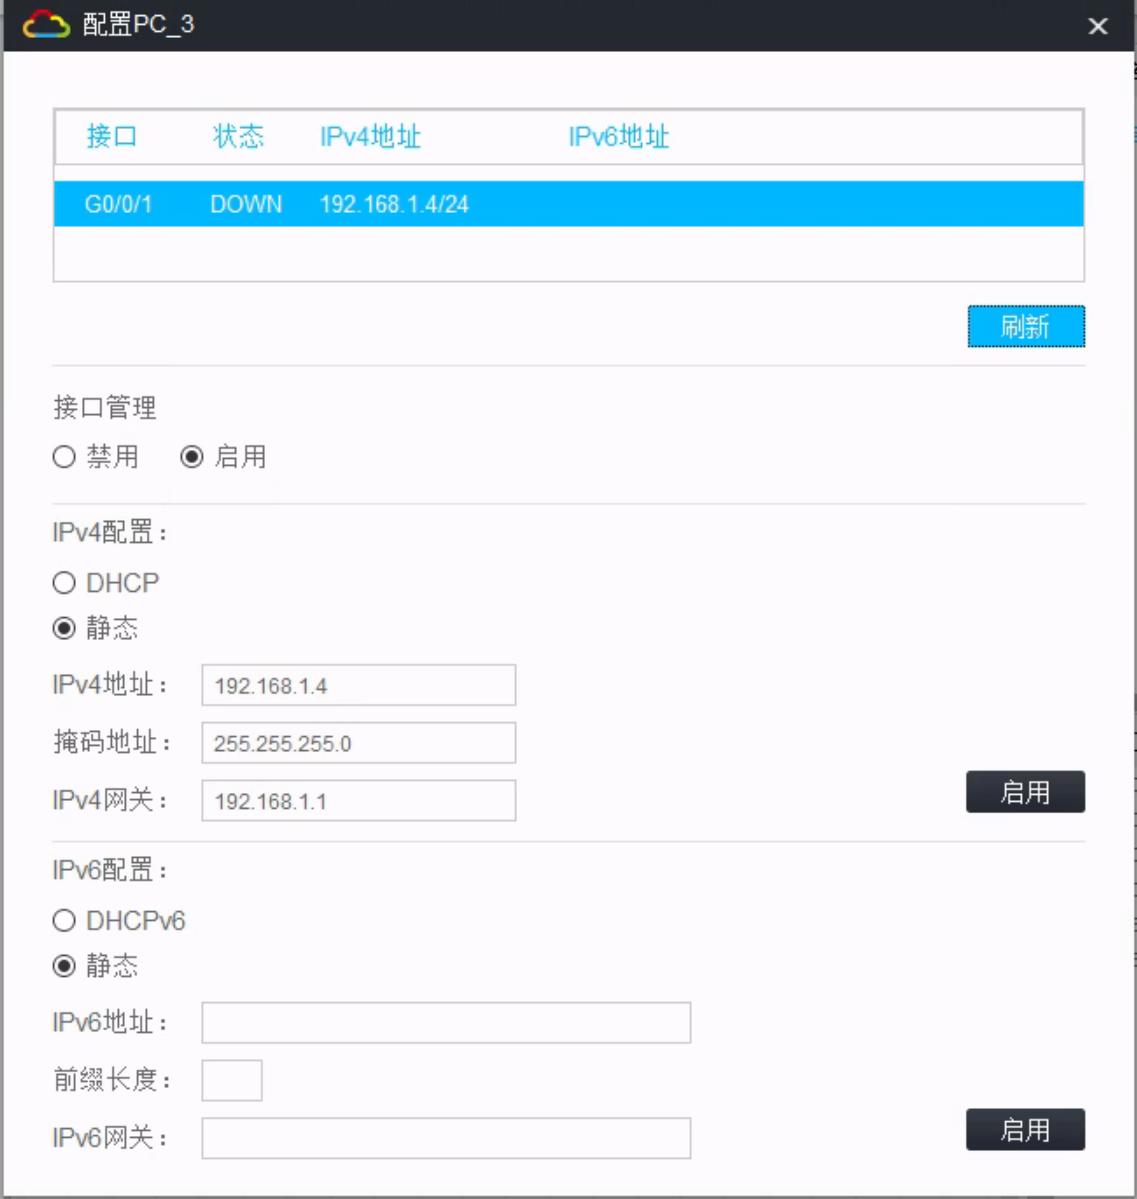 配置PC_3
接口 状态 IPv4地址 IPv6地址
G0/0/1 DOWN 192.168.1.4/24
刷新
接口管理
禁用 启用
IPv4配置：
DHCP
静态
IPv4地址： 192.168.1.4
掩码地址： 255.255.255.0
IPv4网关： 192.168.1.1
启用
IPv6配置：
DHCPv6
静态
IPv6地址：
前缀长度：
IPv6网关：
启用